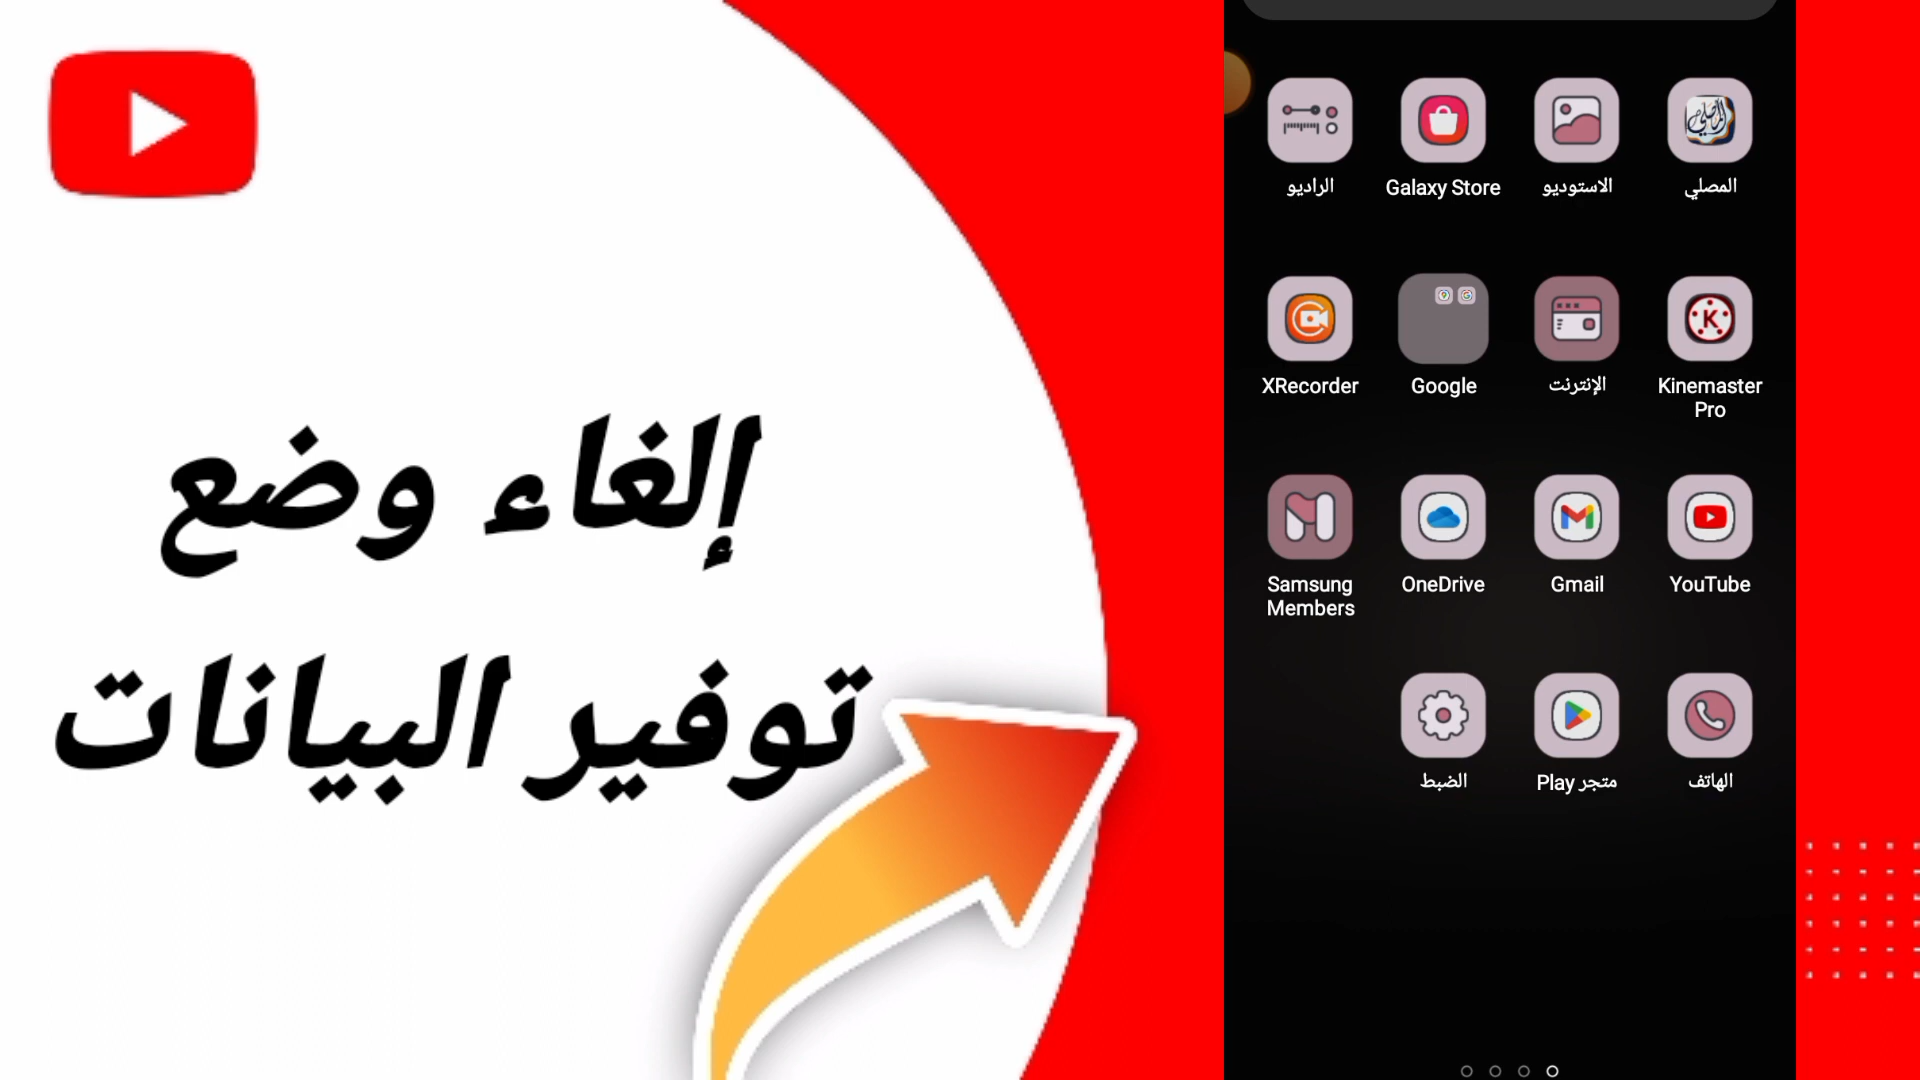 إلغاء وضع
توفير البيانات
المصلي
الاستوديو
Galaxy Store
الراديو
Kinemaster
Pro
الإنترنت
Google
XRecorder
YouTube
Gmail
OneDrive
Samsung
Members
الهاتف
متجر Play
الضبط